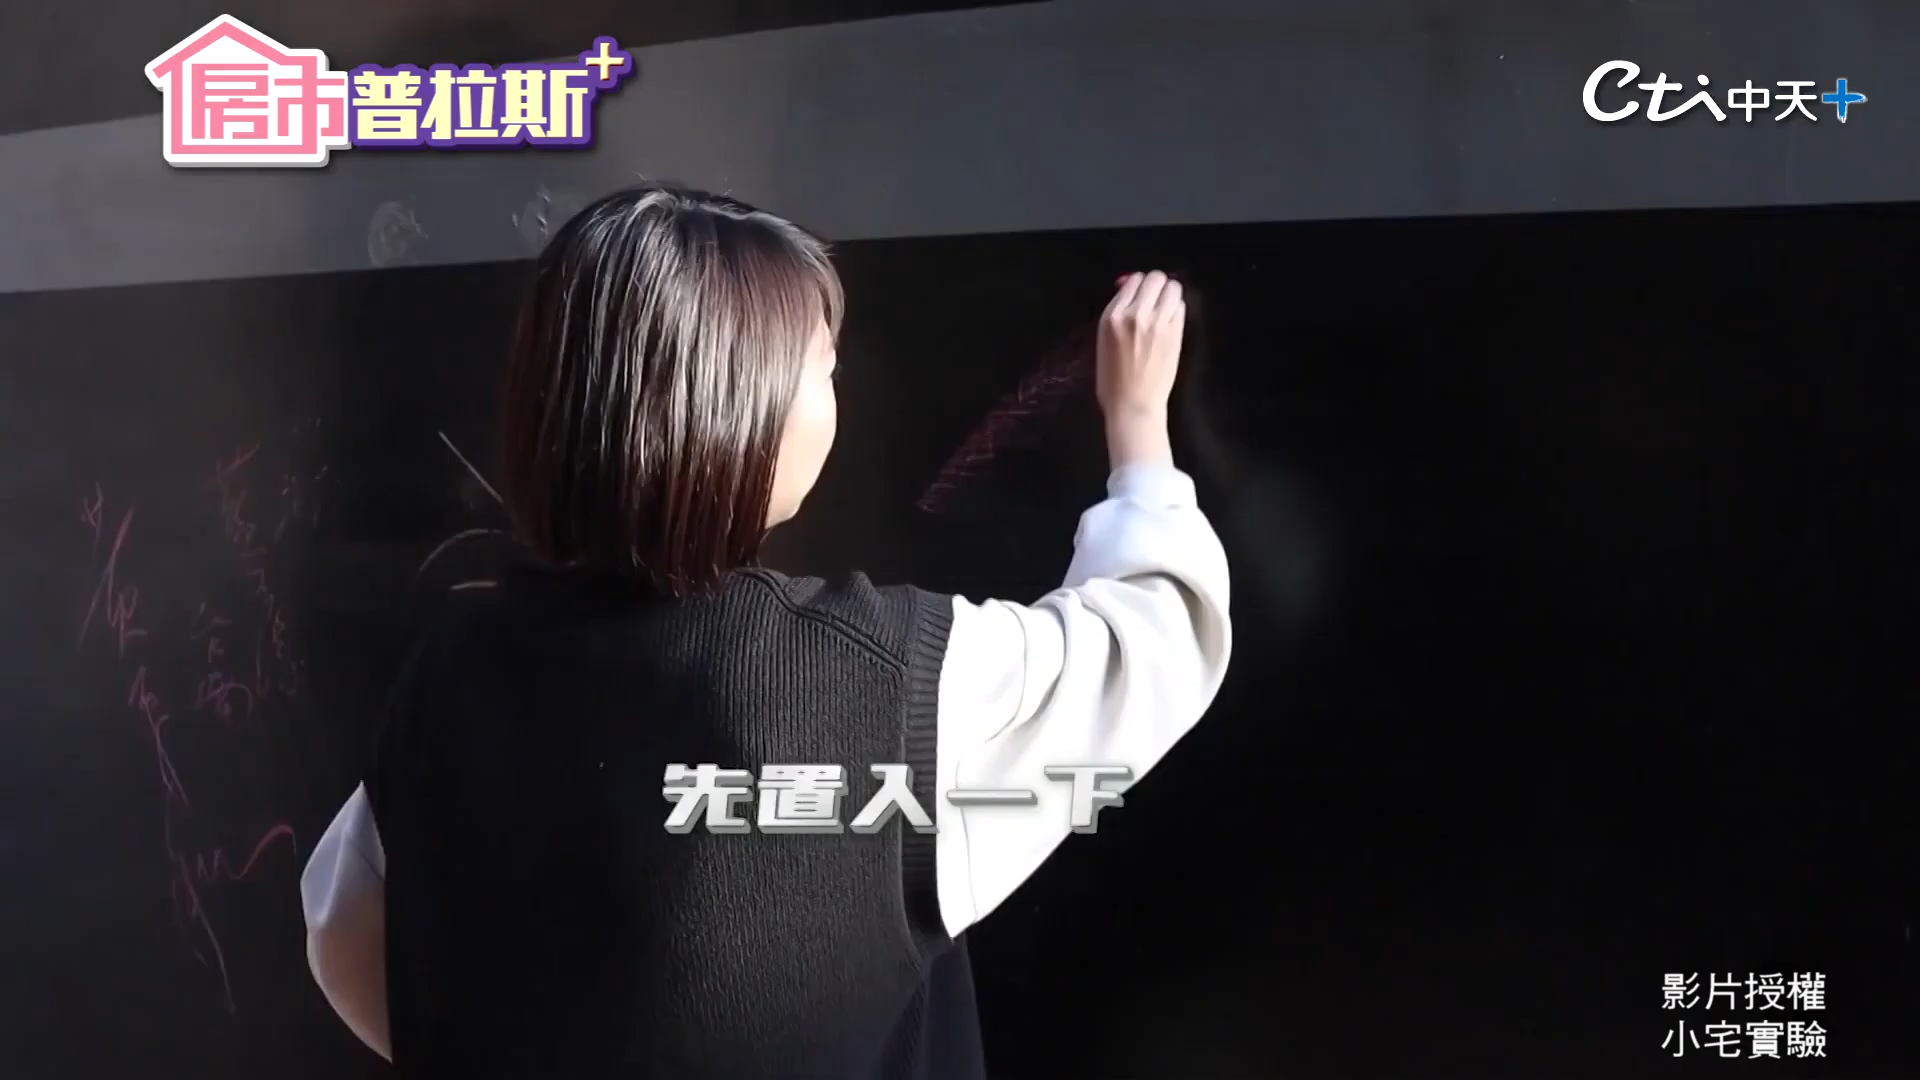 房市普拉斯+
Cti中天+
先置入一下
影片授權
小宅實驗